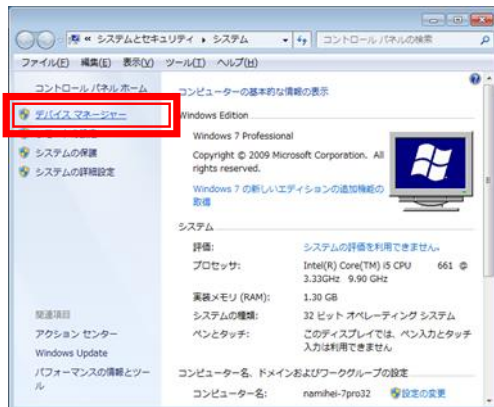 « システムとセキュリティ ▸ システム
コントロール パネルの検索
ファイル(F) 編集(E) 表示(V) ツール(T) ヘルプ(H)
コントロール パネル ホーム
デバイス マネージャー
システムの保護
システムの詳細設定
関連項目
アクション センター
Windows Update
パフォーマンスの情報とツー
ル
コンピューターの基本的な情報の表示
Windows Edition
Windows 7 Professional
Copyright © 2009 Microsoft Corporation. All
rights reserved.
Windows 7 の新しいエディションの追加機能の
取得
システム
評価: システムの評価を利用できません。
プロセッサ: Intel(R) Core(TM) i5 CPU 661 @
3.33GHz 9.90 GHz
実装メモリ (RAM): 1.30 GB
システムの種類: 32 ビット オペレーティング システム
ペンとタッチ: このディスプレイでは、ペン入力とタッチ
入力は利用できません
コンピューター名、ドメインおよびワークグループの設定
コンピューター名: namihei-7pro32 設定の変更